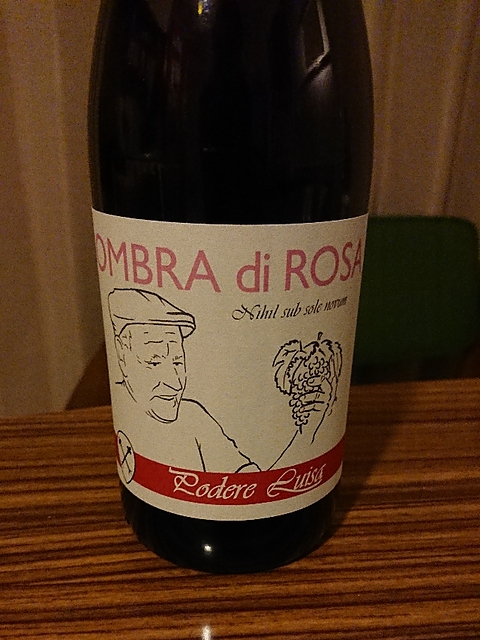 OMBRA di ROSA
Nihil sub sole novum
Podere Luisa